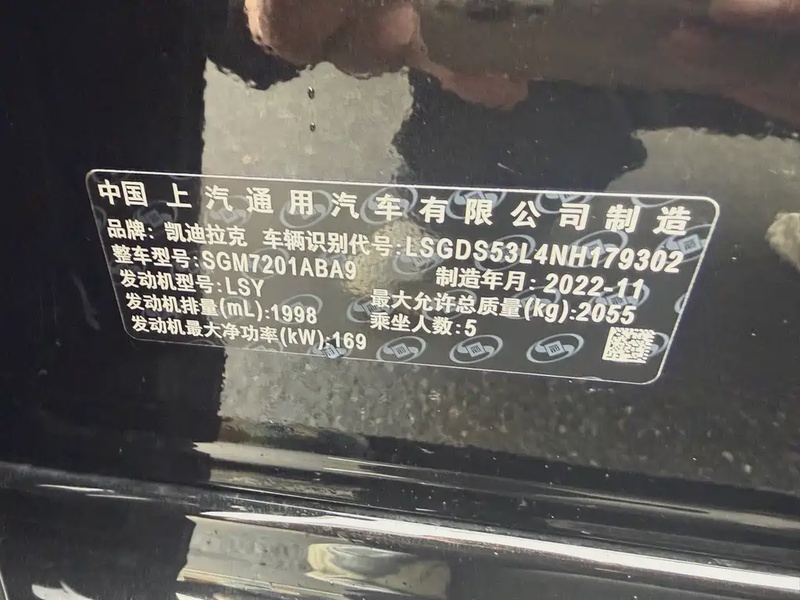 中国 上汽通用汽车有限公司制造
品牌: 凯迪拉克 车辆识别代号:LSGDS53L4NH179302
整车型号:SGM7201ABA9 制造年月:2022-11
发动机型号:LSY
发动机排量(mL):1998 最大允许总质量(kg):2055
发动机最大净功率(kW):169 乘坐人数:5